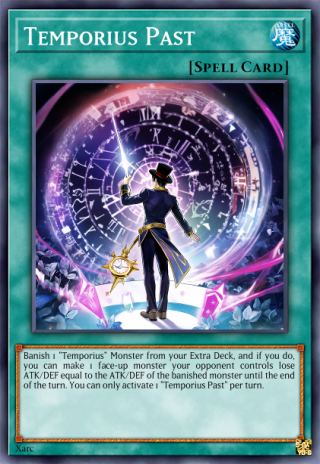 Temporius Past
魔
[Spell Card]
Banish 1 "Temporius" Monster from your Extra Deck, and if you do,
you can make 1 face-up monster your opponent controls lose
ATK/DEF equal to the ATK/DEF of the banished monster until the end
of the turn. You can only activate 1 "Temporius Past" per turn.
Xarc